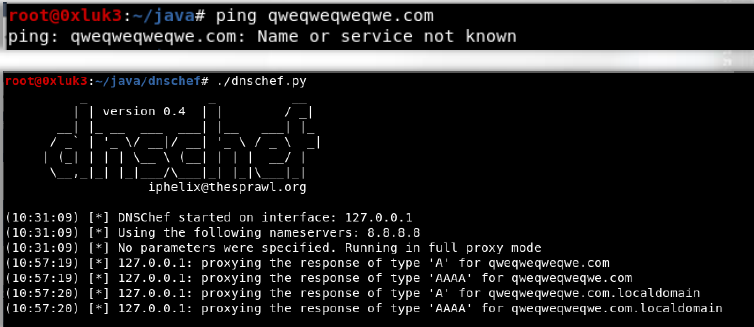 root@0xluk3:~/java# ping qweqweqweqwe.com
ping: qweqweqweqwe.com: Name or service not known
root@0xluk3:~/java/dnschef# ./dnschef.py
version 0.4
dnschef
iphelix@thesprawl.org
(10:31:09) [*] DNSChef started on interface: 127.0.0.1
(10:31:09) [*] Using the following nameservers: 8.8.8.8
(10:31:09) [*] No parameters were specified. Running in full proxy mode
(10:57:19) [*] 127.0.0.1: proxying the response of type 'A' for qweqweqweqwe.com
(10:57:19) [*] 127.0.0.1: proxying the response of type 'AAAA' for qweqweqweqwe.com
(10:57:20) [*] 127.0.0.1: proxying the response of type 'A' for qweqweqweqwe.com.localdomain
(10:57:20) [*] 127.0.0.1: proxying the response of type 'AAAA' for qweqweqweqwe.com.localdomain